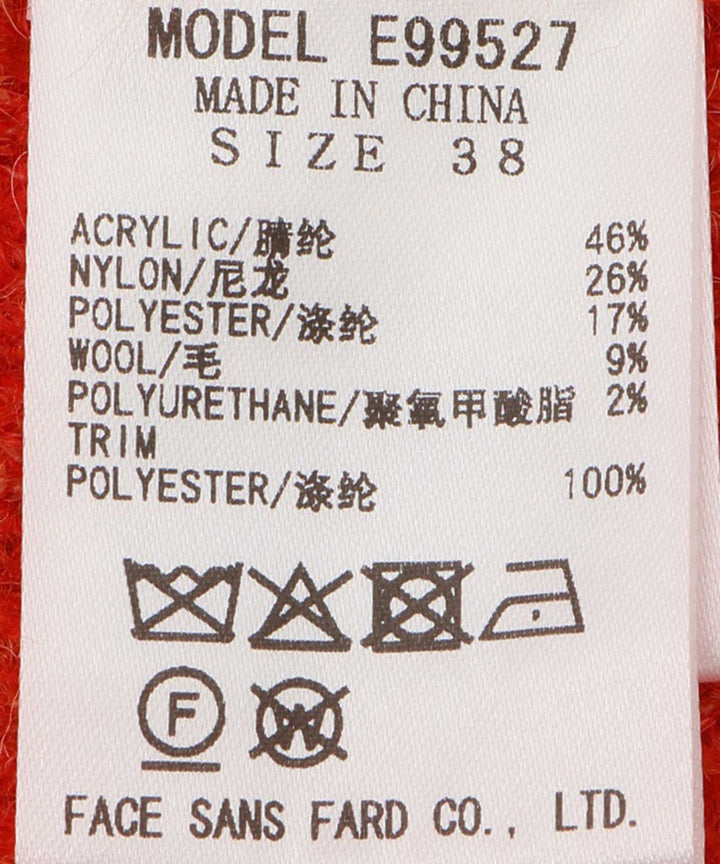 MODEL E99527
MADE IN CHINA
SIZE 38
ACRYLIC/腈纶 46%
NYLON/尼龙 26%
POLYESTER/涤纶 17%
WOOL/毛 9%
POLYURETHANE/聚氨甲酸脂 2%
TRIM
POLYESTER/涤纶 100%
F W
FACE SANS FARD CO., LTD.